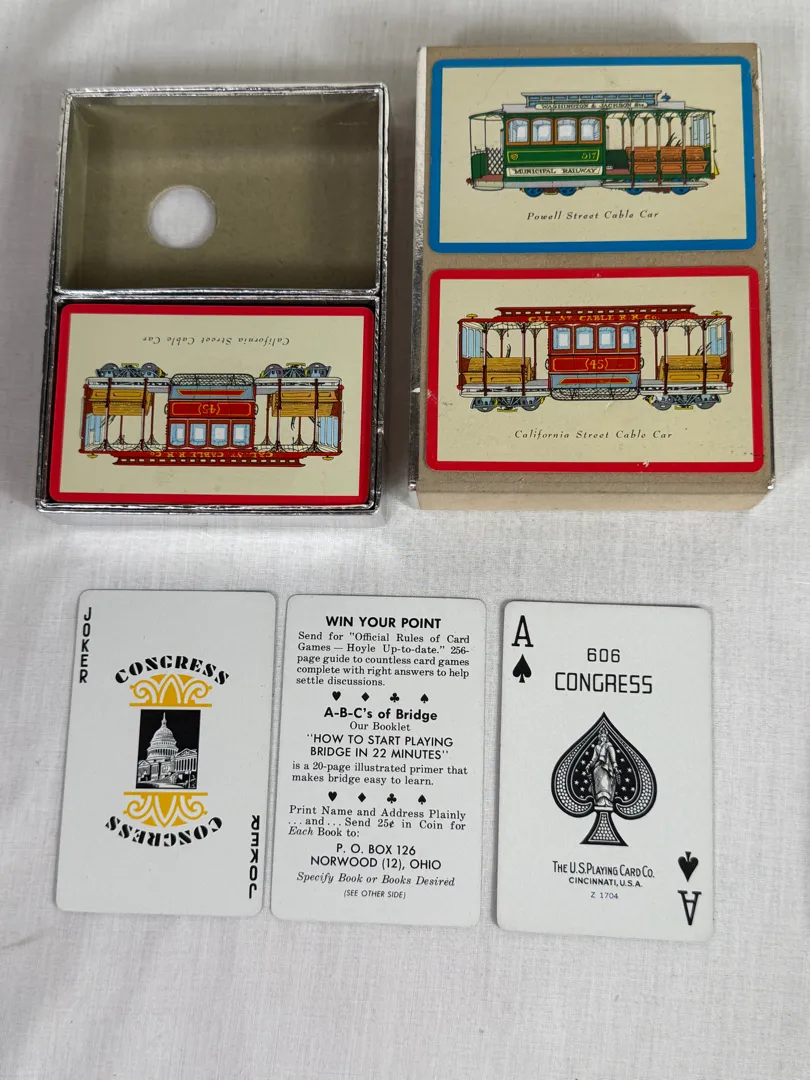 WASHINGTON & JACKSON Sts.
517
MUNICIPAL RAILWAY
Powell Street Cable Car
CAL. ST. CABLE R.R. Co.
(45)
California Street Cable Car
California Street Cable Car
(45)
CAL. ST. CABLE R.R. Co.
JOKER
CONGRESS
CONGRESS
JOKER
WIN YOUR POINT
Send for "Official Rules of Card
Games — Hoyle Up-to-date." 256-
page guide to countless card games
complete with right answers to help
settle discussions.
A-B-C's of Bridge
Our Booklet
"HOW TO START PLAYING
BRIDGE IN 22 MINUTES"
is a 20-page illustrated primer that
makes bridge easy to learn.
Print Name and Address Plainly
. . . and . . . Send 25¢ in Coin for
Each Book to:
P. O. BOX 126
NORWOOD (12), OHIO
Specify Book or Books Desired
(SEE OTHER SIDE)
A
606
CONGRESS
THE U.S. PLAYING CARD CO.
CINCINNATI, U.S.A.
Z 1704
A